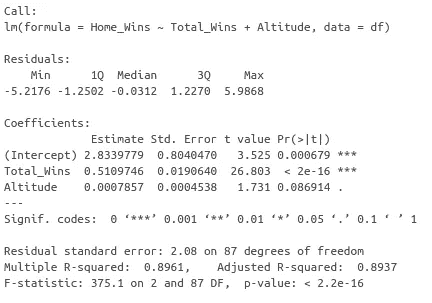 Call:
lm(formula = Home_Wins ~ Total_Wins + Altitude, data = df)
Residuals:
    Min      1Q  Median      3Q     Max
-5.2176 -1.2502 -0.0312  1.2270  5.9868
Coefficients:
             Estimate Std. Error t value Pr(>|t|)
(Intercept) 2.8339779  0.8040470   3.525 0.000679 ***
Total_Wins  0.5109746  0.0190640  26.803  < 2e-16 ***
Altitude    0.0007857  0.0004538   1.731 0.086914 .
---
Signif. codes:  0 ‘***’ 0.001 ‘**’ 0.01 ‘*’ 0.05 ‘.’ 0.1 ‘ ’ 1
Residual standard error: 2.08 on 87 degrees of freedom
Multiple R-squared:  0.8961,    Adjusted R-squared:  0.8937
F-statistic: 375.1 on 2 and 87 DF,  p-value: < 2.2e-16